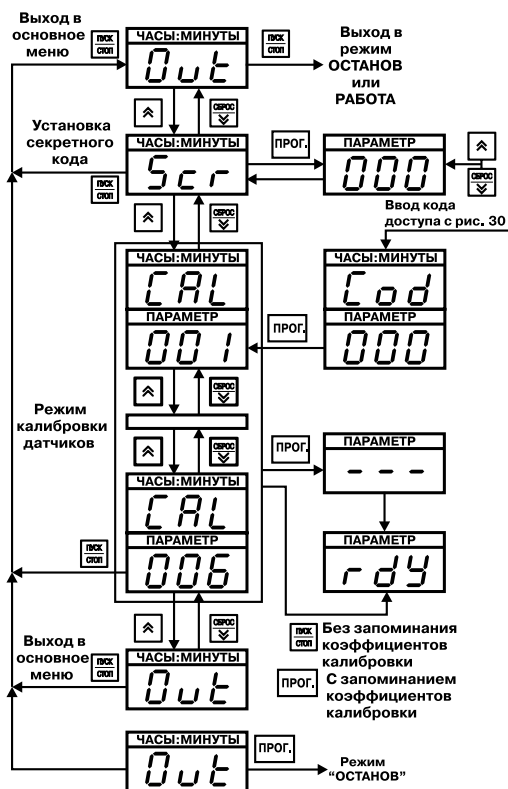 Выход в
основное
меню
ПУСК
СТОП
ЧАСЫ:МИНУТЫ
Out
ПУСК
СТОП
Выход в
режим
ОСТАНОВ
или
РАБОТА
СБРОС
Установка
секретного
кода
ПУСК
СТОП
ЧАСЫ:МИНУТЫ
Scr
ПРОГ.
ПАРАМЕТР
000
СБРОС
СБРОС
Ввод кода
доступа с рис. 30
ЧАСЫ:МИНУТЫ
CAL
ПАРАМЕТР
001
ПРОГ.
ЧАСЫ:МИНУТЫ
Cod
ПАРАМЕТР
000
СБРОС
Режим
калибровки
датчиков
СБРОС
ПРОГ.
ПАРАМЕТР
---
ЧАСЫ:МИНУТЫ
CAL
ПАРАМЕТР
006
ПУСК
СТОП
ПАРАМЕТР
rdY
СБРОС
ПУСК
СТОП
Без запоминания
коэффициентов
калибровки
ПРОГ.
С запоминанием
коэффициентов
калибровки
Выход в
основное
меню
ПУСК
СТОП
ЧАСЫ:МИНУТЫ
Out
ЧАСЫ:МИНУТЫ
Out
ПРОГ.
Режим
"ОСТАНОВ"